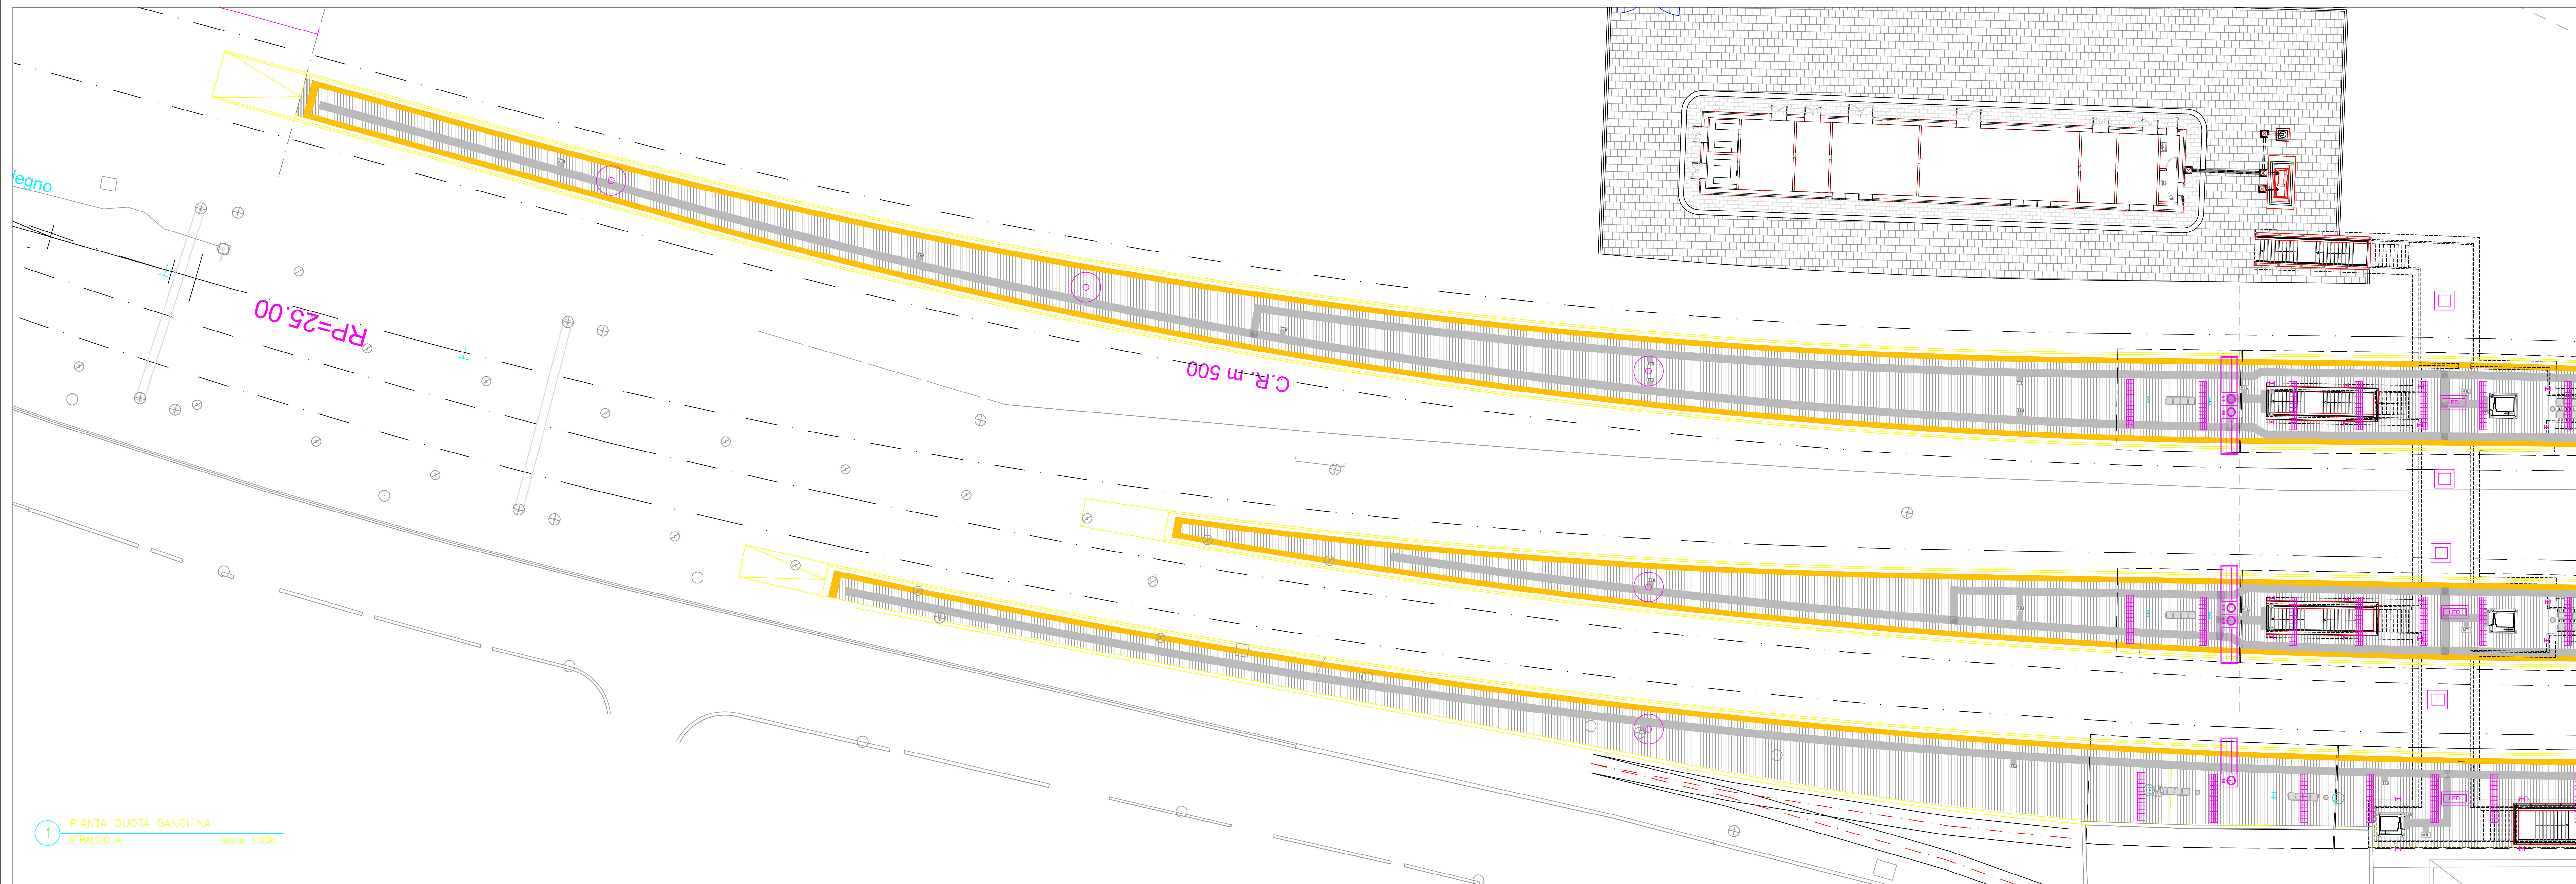 legno
RP=25.00
C.R. m 500
1
PIANTA QUOTA BANCHINA
STRALCIO A
scala 1:200